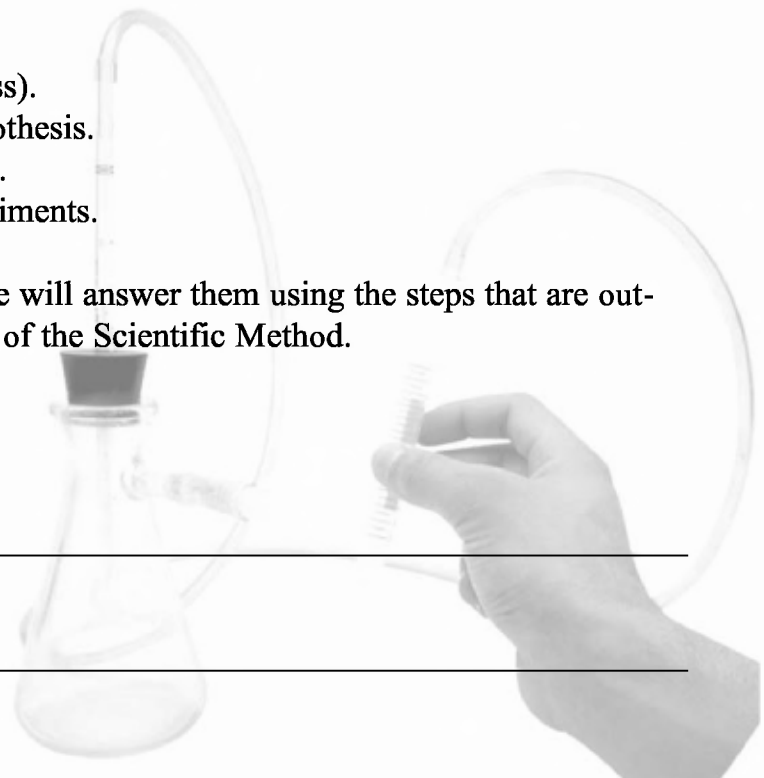 ss).
othesis.
.
iments.
e will answer them using the steps that are out-
of the Scientific Method.